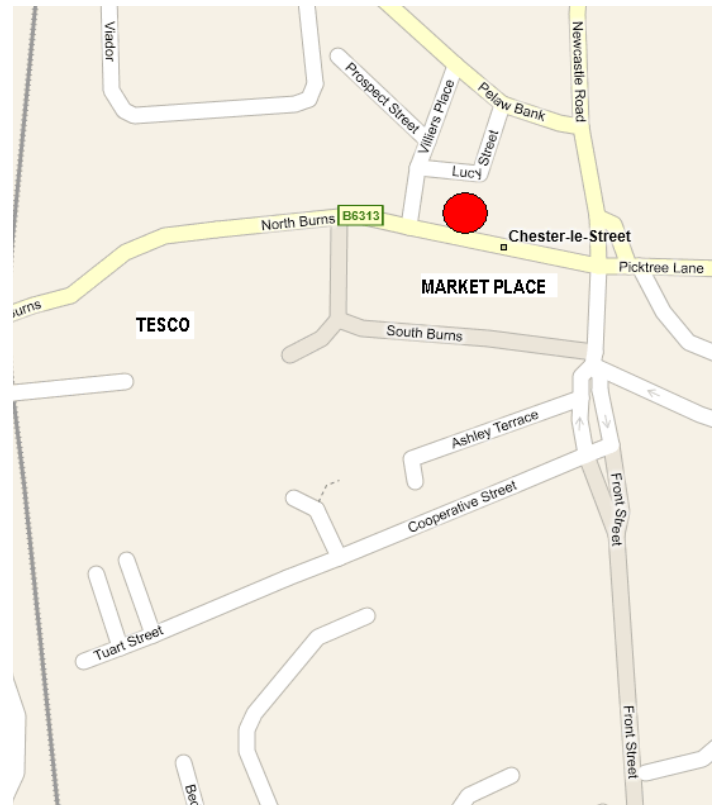 Viador
Prospect Street
Villiers Place
Pelaw Bank
Newcastle Road
Lucy Street
North Burns
B6313
Chester-le-Street
Picktree Lane
MARKET PLACE
urns
TESCO
South Burns
Ashley Terrace
Cooperative Street
Front Street
Tuart Street
Front Street
Bec